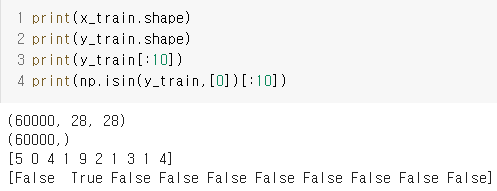 1 print(x_train.shape)
2 print(y_train.shape)
3 print(y_train[:10])
4 print(np.isin(y_train,[0])[:10])
(60000, 28, 28)
(60000,)
[5 0 4 1 9 2 1 3 1 4]
[False  True False False False False False False False False]